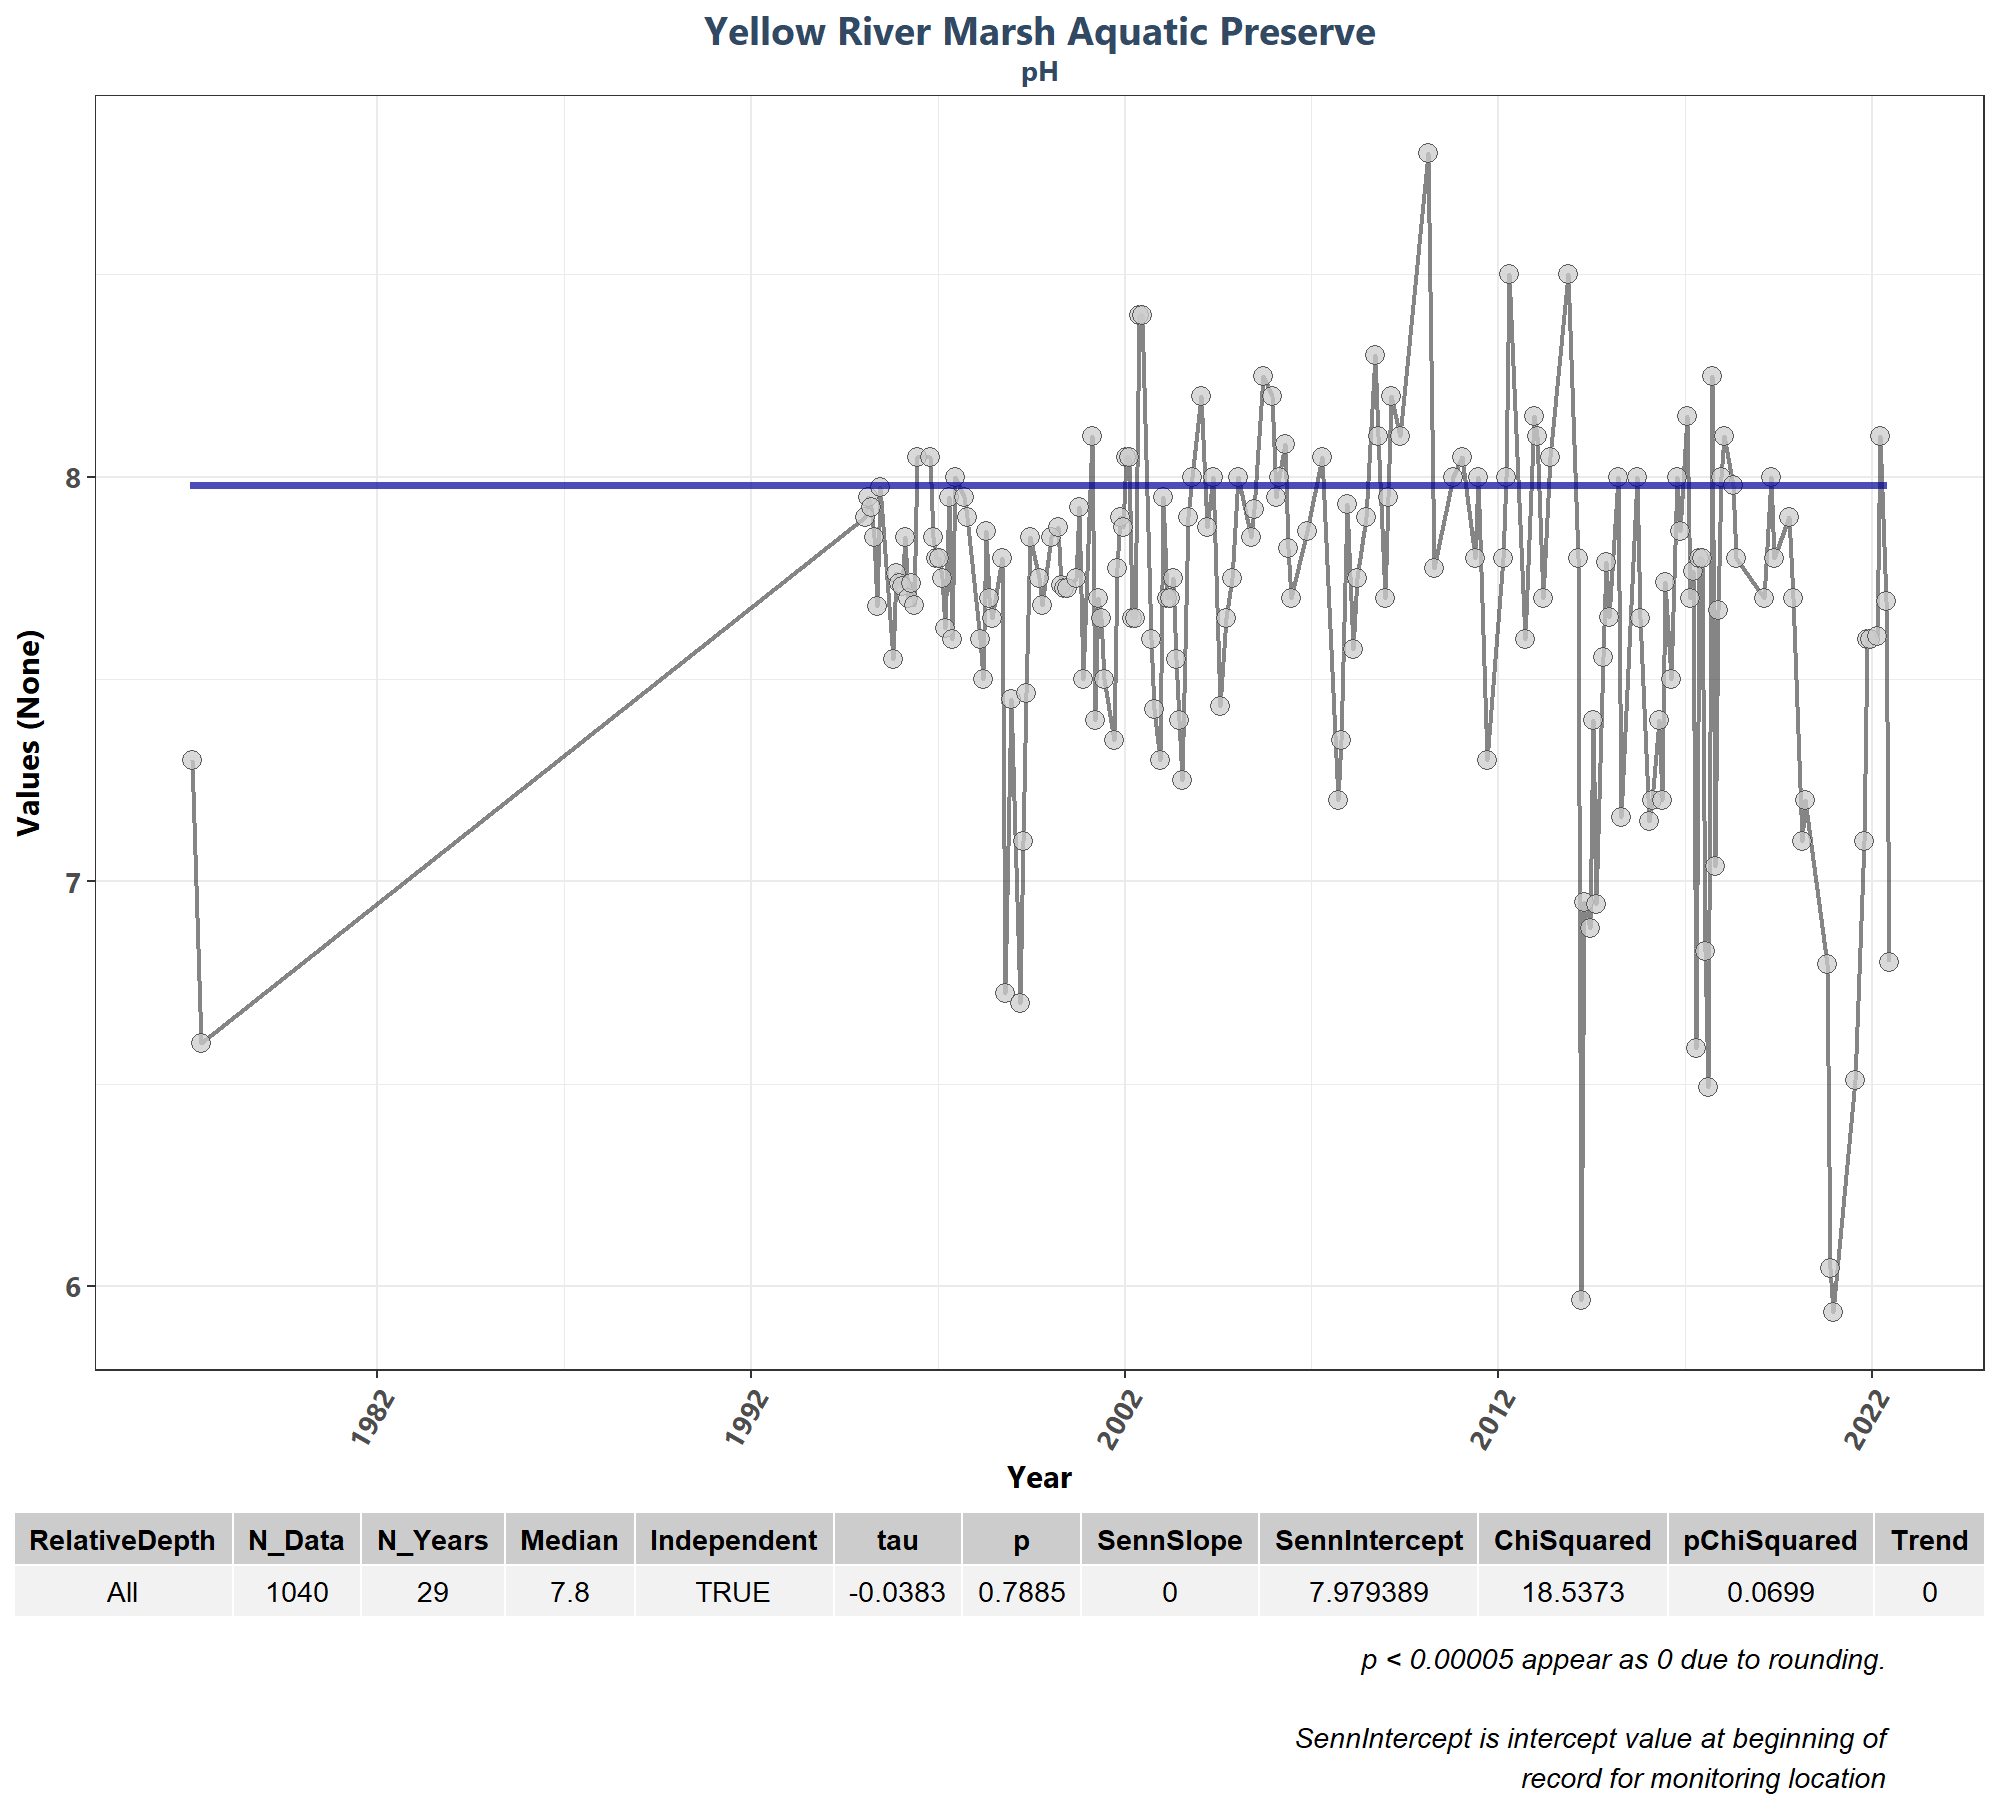 Yellow River Marsh Aquatic Preserve
pH
Values (None)
8
7
6
1982
1992
2002
2012
2022
Year
RelativeDepth N_Data N_Years Median Independent tau p SennSlope SennIntercept ChiSquared pChiSquared Trend
All 1040 29 7.8 TRUE -0.0383 0.7885 0 7.979389 18.5373 0.0699 0
p < 0.00005 appear as 0 due to rounding.
SennIntercept is intercept value at beginning of
record for monitoring location